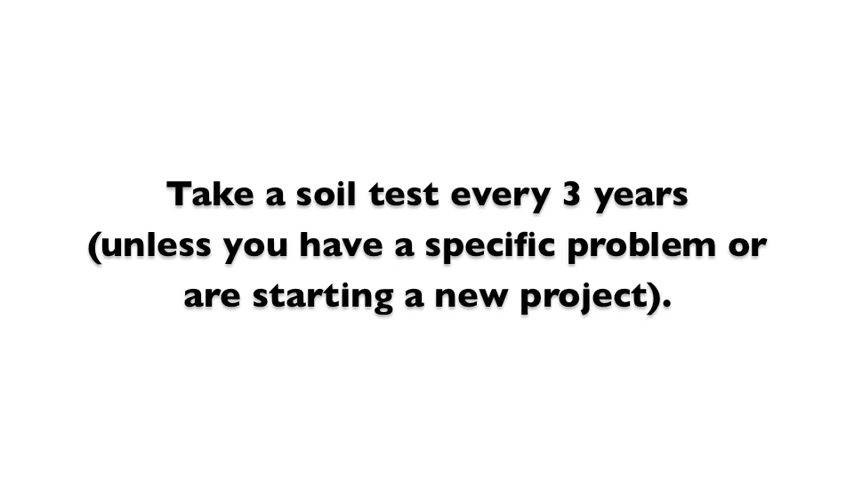 Take a soil test every 3 years
(unless you have a specific problem or
are starting a new project).